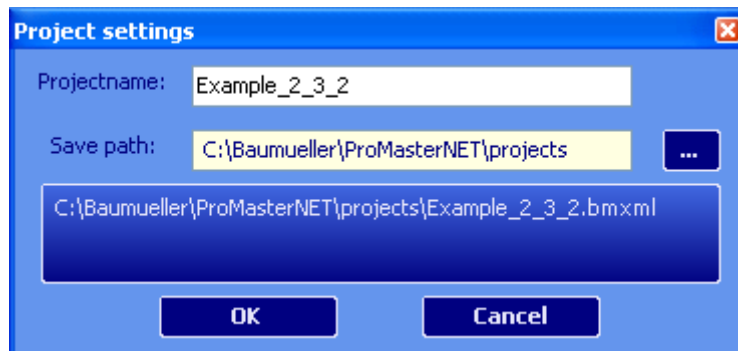 Project settings
Projectname: Example_2_3_2
Save path: C:\Baumueller\ProMasterNET\projects ...
C:\Baumueller\ProMasterNET\projects\Example_2_3_2.bmxml
OK Cancel